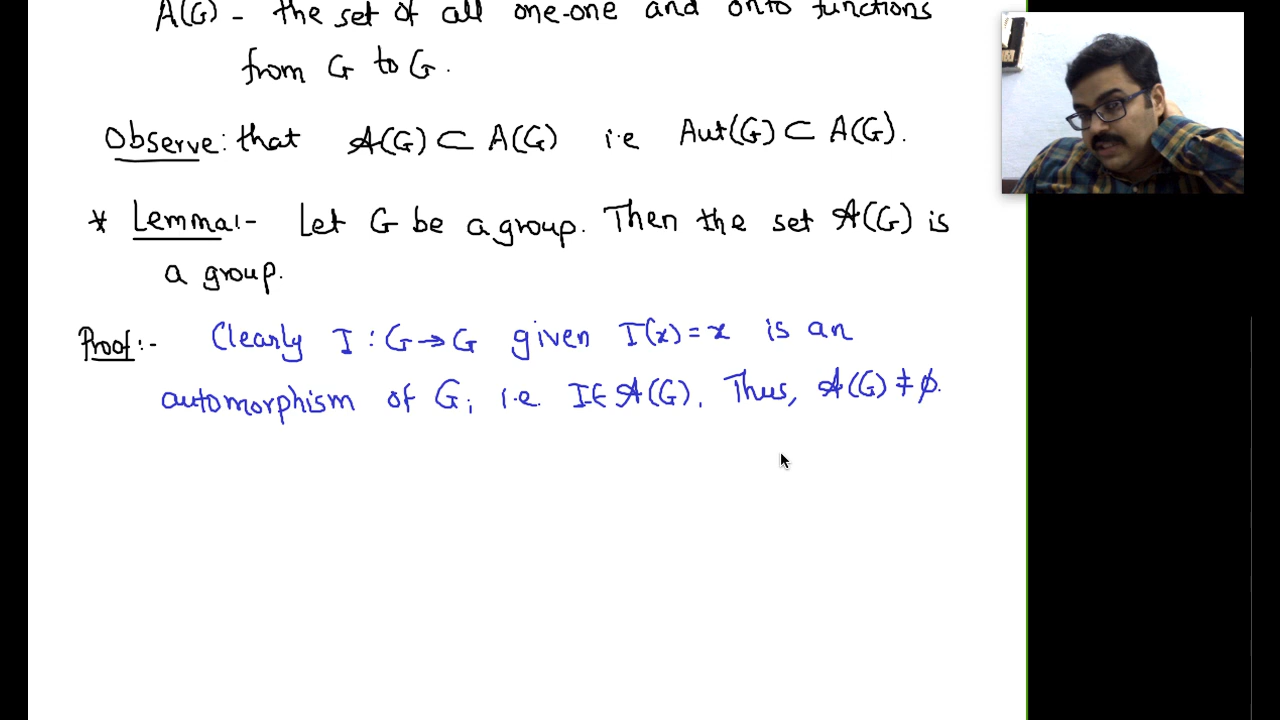 A(G) - the set of all one-one and onto functions
from G to G.
Observe: that 𝒜(G) ⊂ A(G) i.e Aut(G) ⊂ A(G).
* Lemma:- Let G be a group. Then the set 𝒜(G) is
a group.
Proof:- Clearly I : G → G given I(x) = x is an
automorphism of G, i.e. I ∈ 𝒜(G). Thus, 𝒜(G) ≠ ϕ.